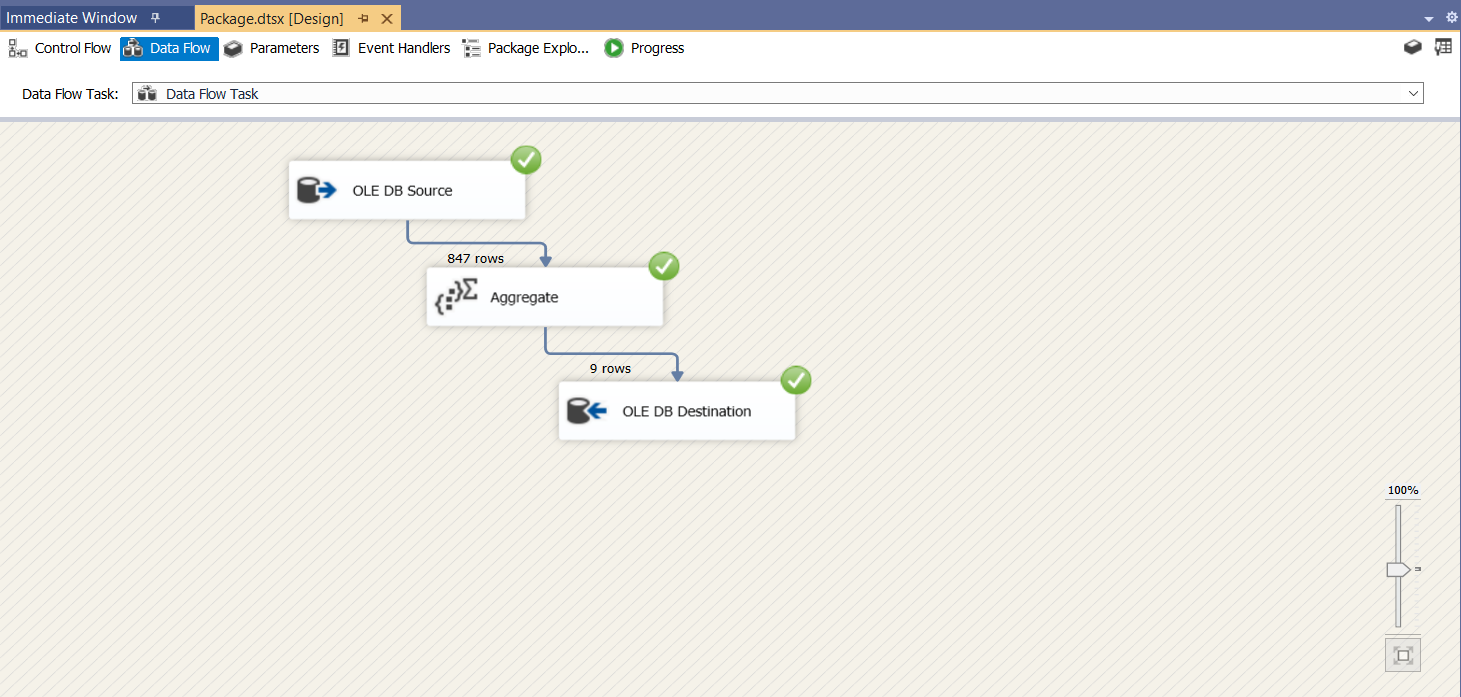 Immediate Window
Package.dtsx [Design]
Control Flow
Data Flow
Parameters
Event Handlers
Package Explo...
Progress
Data Flow Task:
Data Flow Task
OLE DB Source
847 rows
Aggregate
9 rows
OLE DB Destination
100%